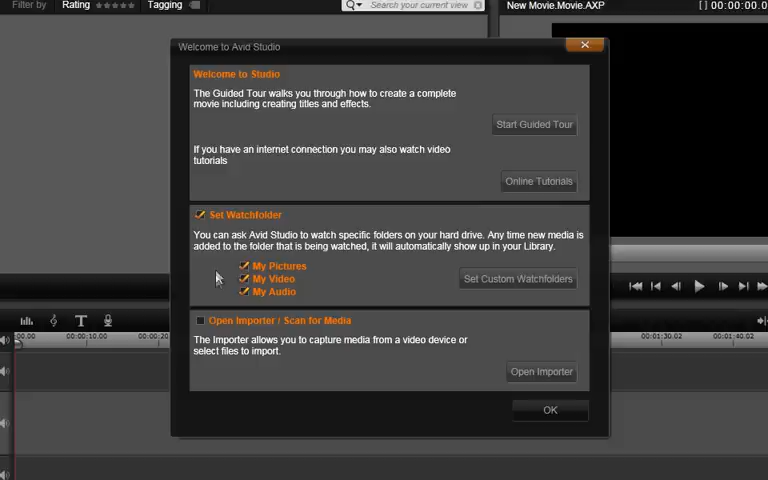 Filter by Rating Tagging Search your current view New Movie.Movie.AXP [ ] 00:00:00.0
Welcome to Avid Studio
Welcome to Studio
The Guided Tour walks you through how to create a complete
movie including creating titles and effects.
Start Guided Tour
If you have an internet connection you may also watch video
tutorials
Online Tutorials
Set Watchfolder
You can ask Avid Studio to watch specific folders on your hard drive. Any time new media is
added to the folder that is being watched, it will automatically show up in your Library.
My Pictures
My Video
My Audio
Set Custom Watchfolders
Open Importer / Scan for Media
The Importer allows you to capture media from a video device or
select files to import.
Open Importer
OK
:00.00 00:00:10.00 00:00:20 00:01:30.02 00:01:40.02